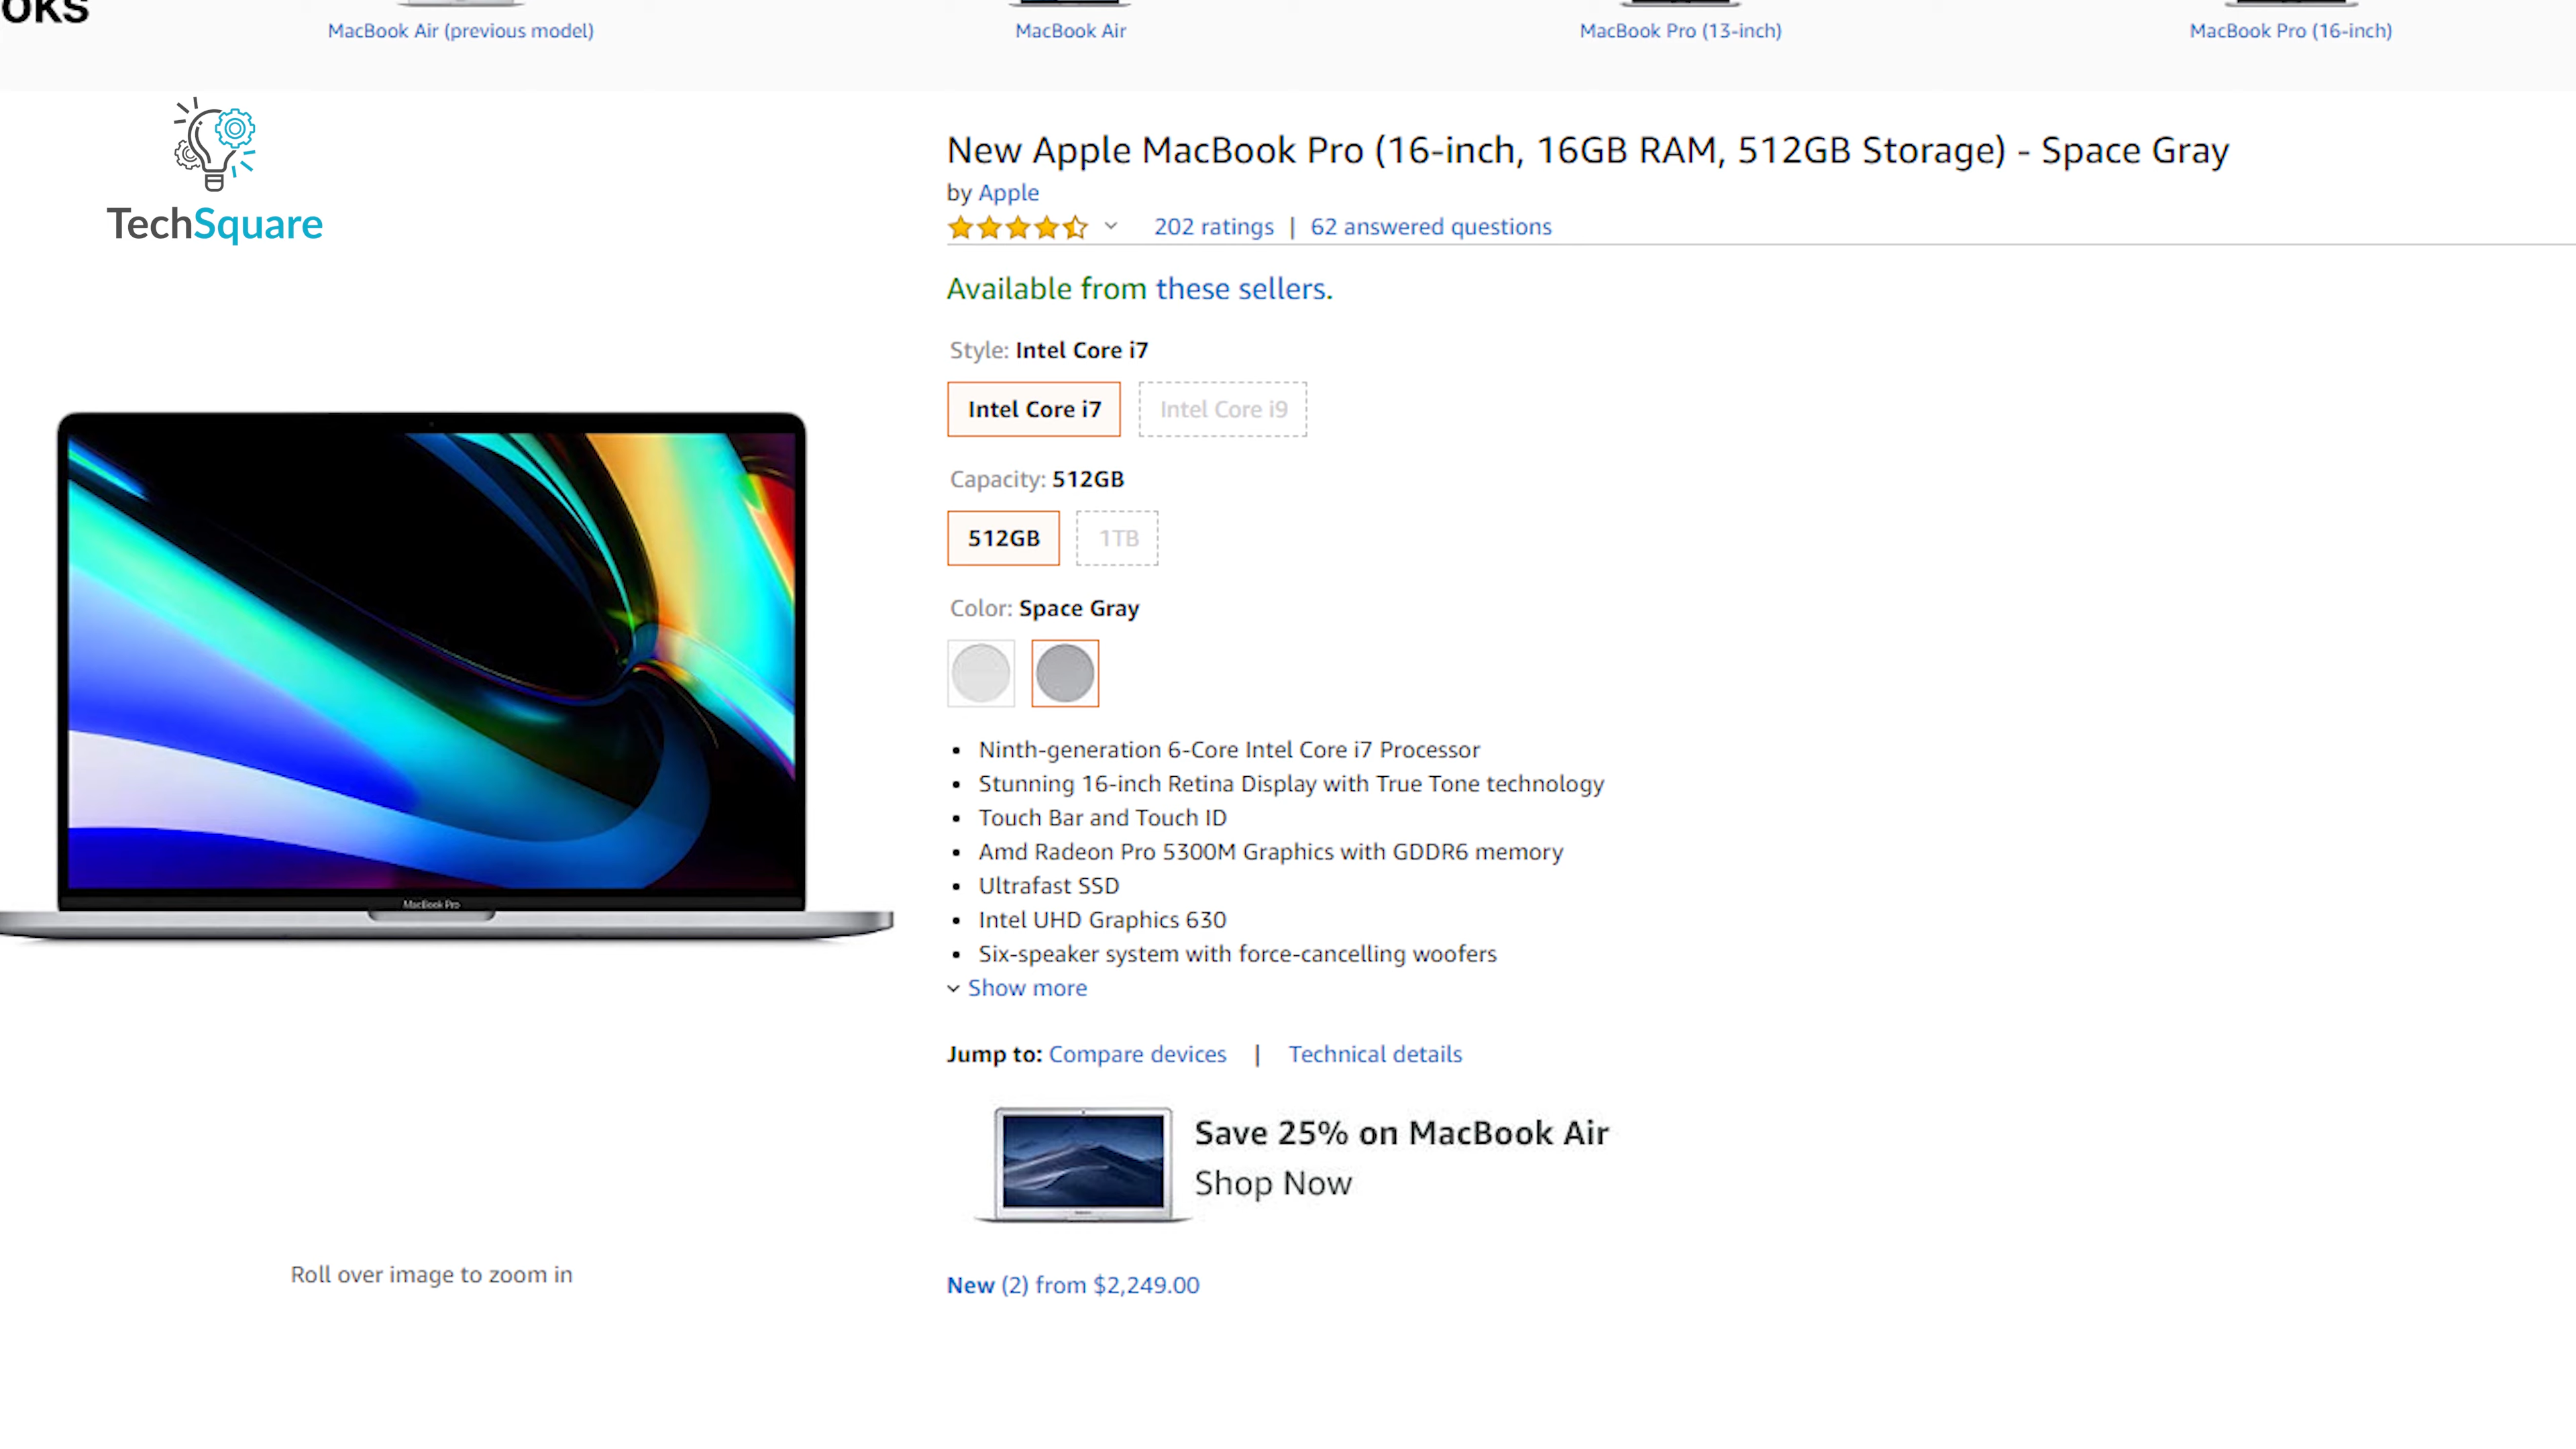 MacBook Air (previous model)
MacBook Air
MacBook Pro (13-inch)
MacBook Pro (16-inch)
TechSquare
New Apple MacBook Pro (16-inch, 16GB RAM, 512GB Storage) - Space Gray
by Apple
202 ratings | 62 answered questions
Available from these sellers.
Style: Intel Core i7
Intel Core i7
Intel Core i9
Capacity: 512GB
512GB
1TB
Color: Space Gray
Ninth-generation 6-Core Intel Core i7 Processor
Stunning 16-inch Retina Display with True Tone technology
Touch Bar and Touch ID
Amd Radeon Pro 5300M Graphics with GDDR6 memory
Ultrafast SSD
Intel UHD Graphics 630
Six-speaker system with force-cancelling woofers
Show more
Jump to: Compare devices | Technical details
MacBook Pro
Save 25% on MacBook Air
Shop Now
Roll over image to zoom in
New (2) from $2,249.00